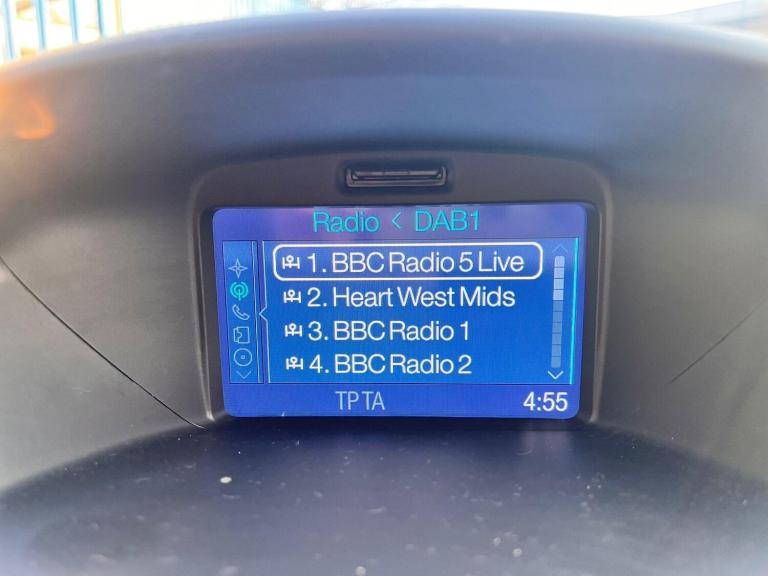 Radio < DAB1
1. BBC Radio 5 Live
2. Heart West Mids
3. BBC Radio 1
4. BBC Radio 2
TP TA 4:55